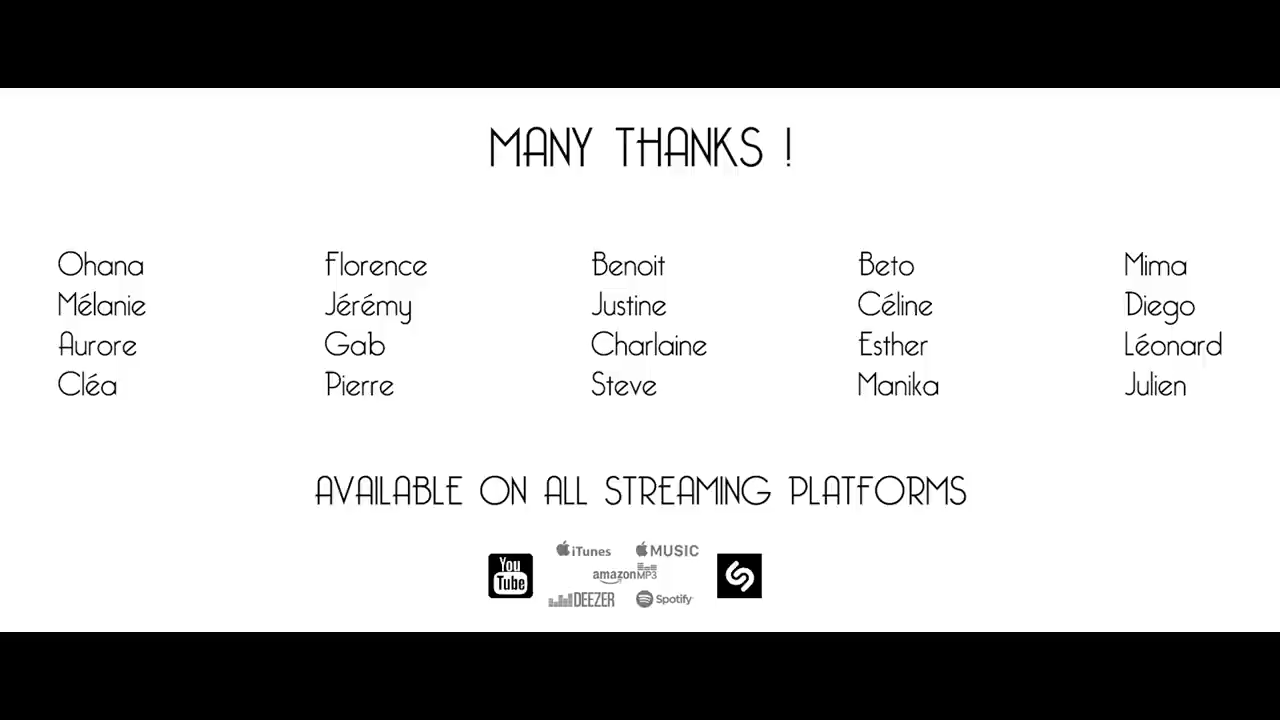 MANY THANKS !
Ohana Florence Benoit Beto Mima
Mélanie Jérémy Justine Céline Diego
Aurore Gab Charlaine Esther Léonard
Cléa Pierre Steve Manika Julien
AVAILABLE ON ALL STREAMING PLATFORMS
You Tube
iTunes MUSIC
amazonMP3
DEEZER Spotify